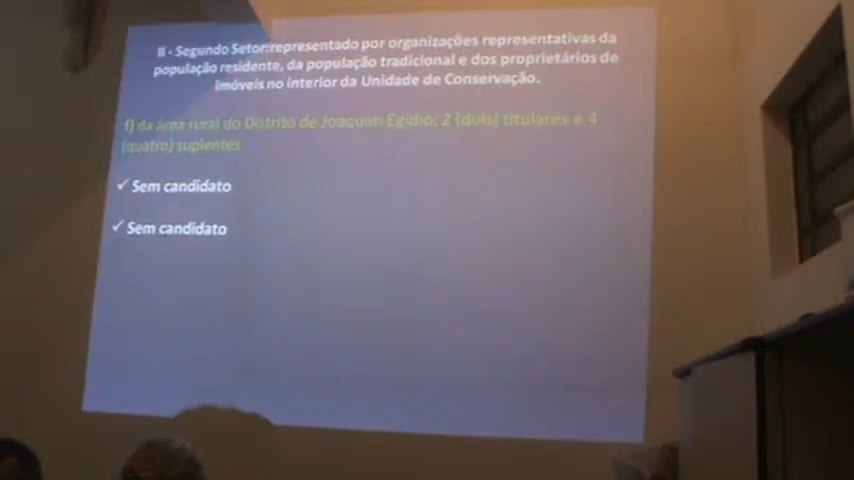 II - Segundo Setor:representado por organizações representativas da
população residente, da população tradicional e dos proprietários de
imóveis no interior da Unidade de Conservação.
f) da área rural do Distrito de Joaquim Egídio: 2 (dois) titulares e 4
(quatro) suplentes
✓ Sem candidato
✓ Sem candidato